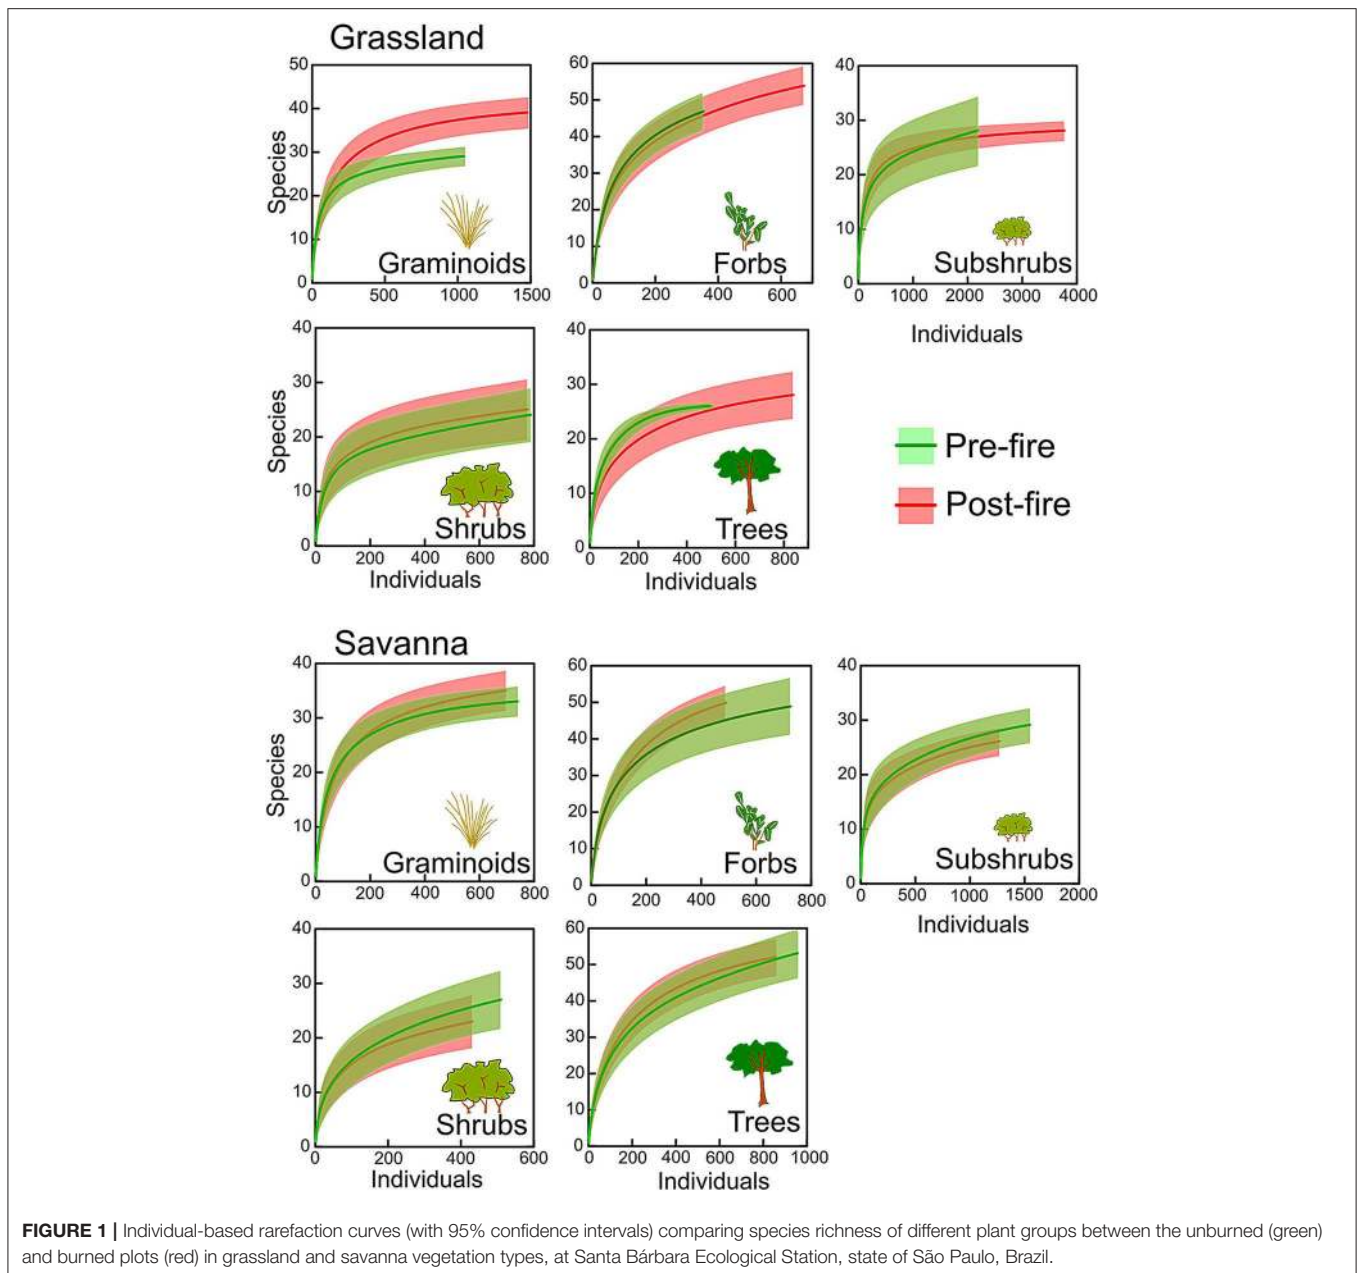 Grassland
Species
50
40
30
20
10
0
0 500 1000 1500
Graminoids
60
50
40
30
20
10
0
0 200 400 600
Forbs
40
30
20
10
0
0 1000 2000 3000 4000
Subshrubs
Individuals
Species
40
30
20
10
0
0 200 400 600 800
Shrubs
Individuals
40
30
20
10
0
0 200 400 600 800
Trees
Individuals
Pre-fire
Post-fire
Savanna
Species
40
30
20
10
0
0 200 400 600 800
Graminoids
60
50
40
30
20
10
0
0 200 400 600 800
Forbs
40
30
20
10
0
0 500 1000 1500 2000
Subshrubs
Individuals
40
30
20
10
0
0 200 400 600
Shrubs
Individuals
60
50
40
30
20
10
0
0 200 400 600 800 1000
Trees
Individuals
FIGURE 1 | Individual-based rarefaction curves (with 95% confidence intervals) comparing species richness of different plant groups between the unburned (green)
and burned plots (red) in grassland and savanna vegetation types, at Santa Bárbara Ecological Station, state of São Paulo, Brazil.